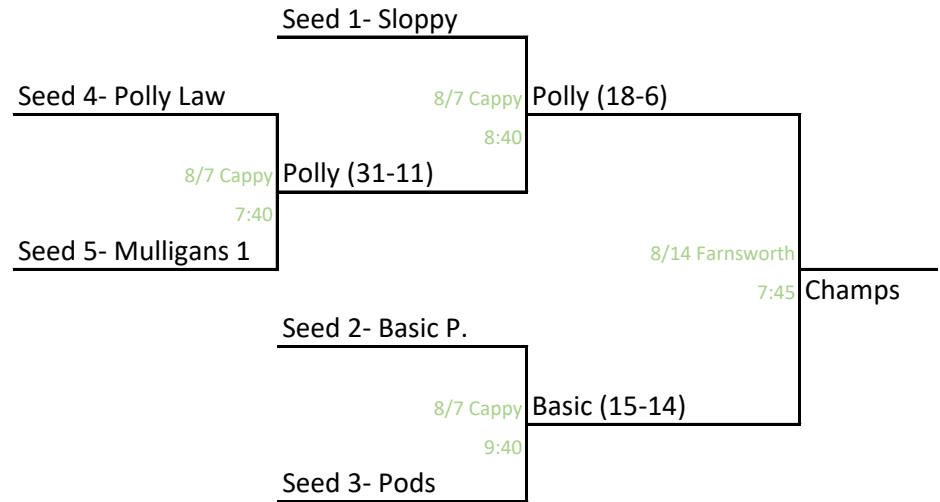 Seed 1- Sloppy
Seed 4- Polly Law
8/7 Cappy
Polly (18-6)
8:40
8/7 Cappy
Polly (31-11)
7:40
Seed 5- Mulligans 1
8/14 Farnsworth
7:45
Champs
Seed 2- Basic P.
8/7 Cappy
Basic (15-14)
9:40
Seed 3- Pods